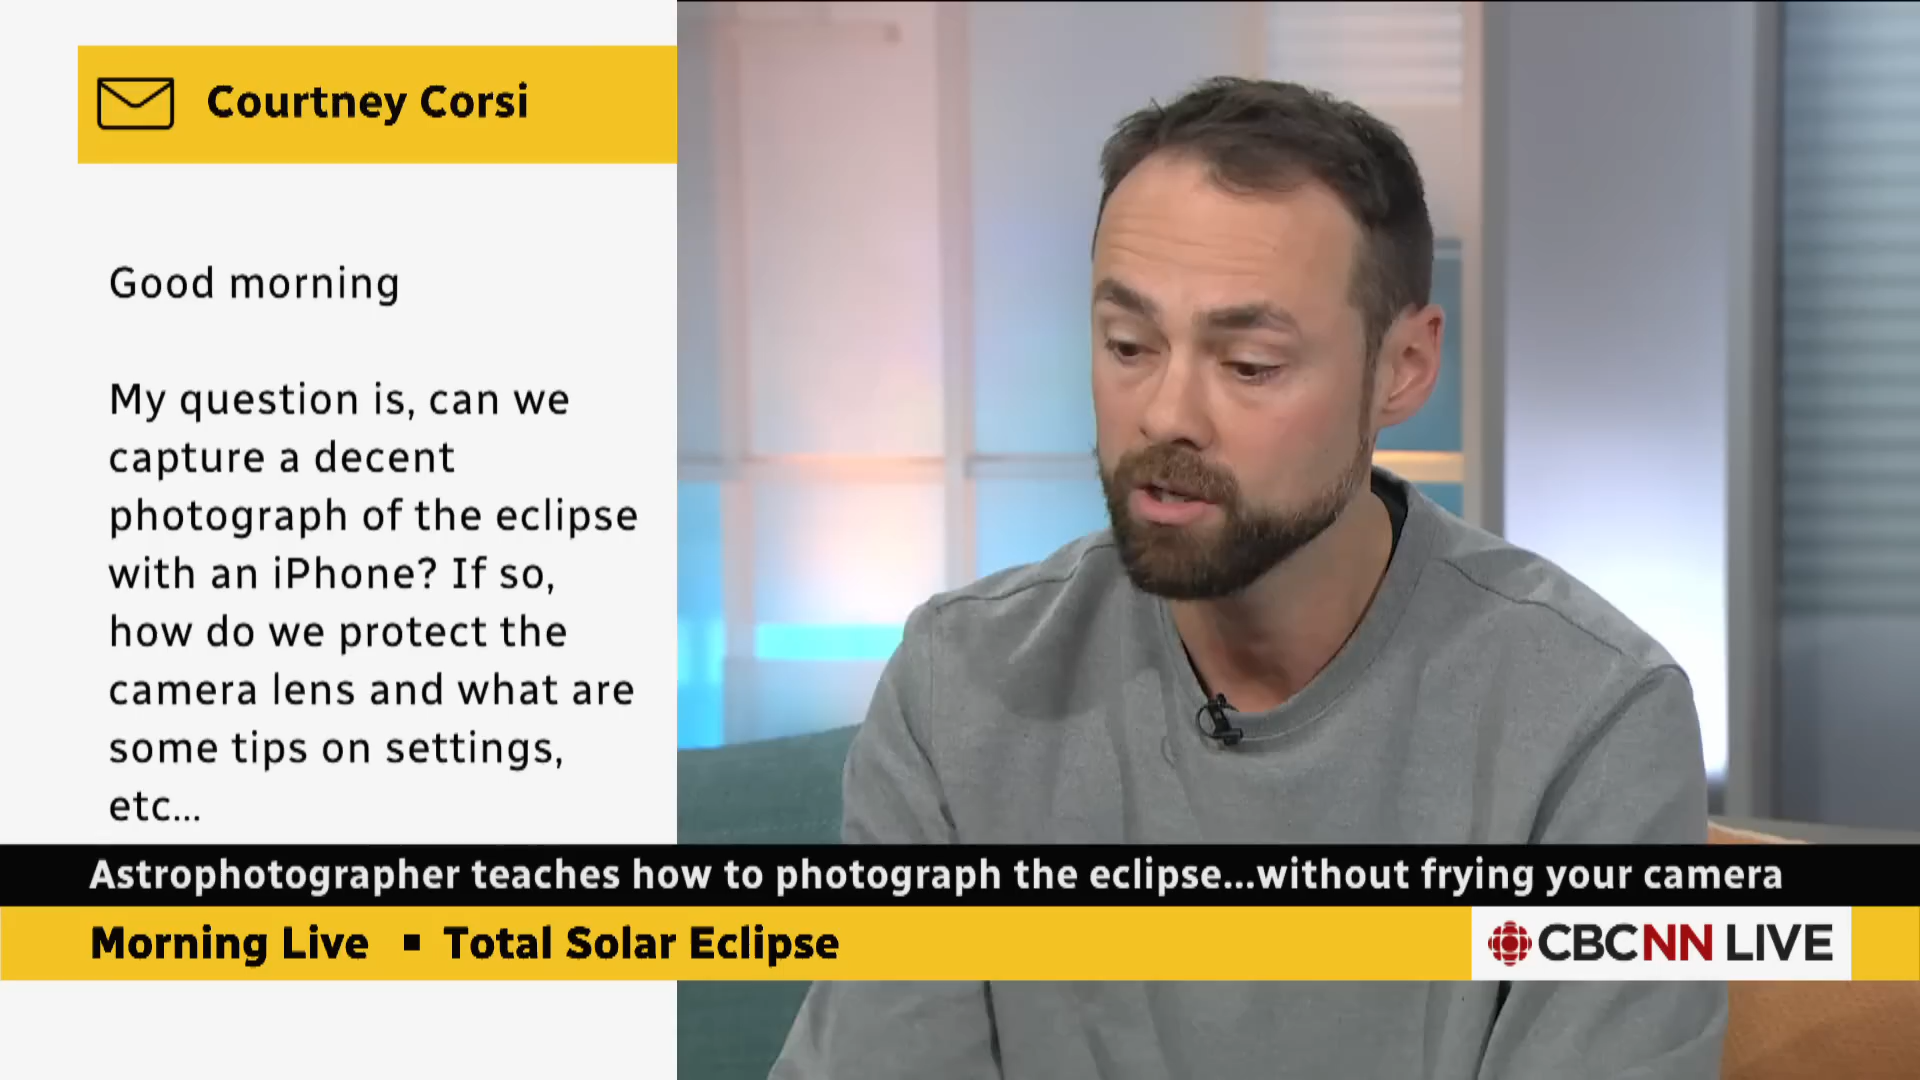 Courtney Corsi
Good morning
My question is, can we
capture a decent
photograph of the eclipse
with an iPhone? If so,
how do we protect the
camera lens and what are
some tips on settings,
etc...
Astrophotographer teaches how to photograph the eclipse...without frying your camera
Morning Live ▪ Total Solar Eclipse
CBCNN LIVE